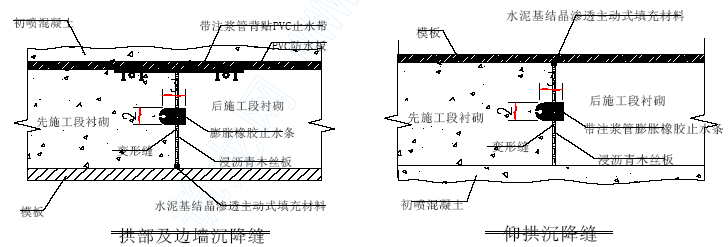 初喷混凝土
带注浆管背贴PVC止水带
PVC防水板
先施工段衬砌
后施工段衬砌
膨胀橡胶止水条
变形缝
浸沥青木丝板
模板
水泥基结晶渗透主动式填充材料
拱部及边墙沉降缝
水泥基结晶渗透主动式填充材料
模板
先施工段衬砌
后施工段衬砌
带注浆管膨胀橡胶止水条
变形缝
浸沥青木丝板
初喷混凝土
仰拱沉降缝